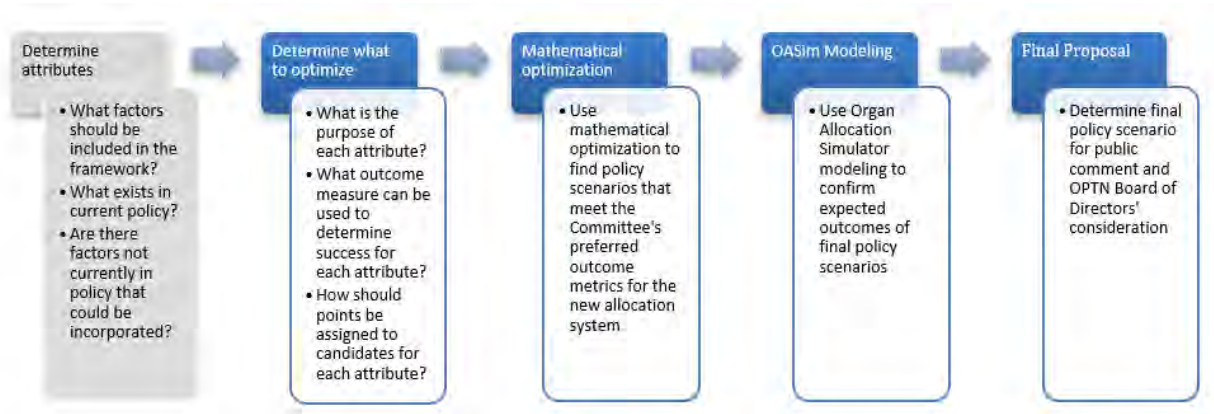 Determine
attributes
• What factors
should be
included in the
framework?
• What exists in
current policy?
• Are there
factors not
currently in
policy that
could be
incorporated?
Determine what
to optimize
• What is the
purpose of
each attribute?
• What outcome
measure can be
used to
determine
success for
each attribute?
• How should
points be
assigned to
candidates for
each attribute?
Mathematical
optimization
• Use
mathematical
optimization to
find policy
scenarios that
meet the
Committee's
preferred
outcome
metrics for the
new allocation
system
OASim Modeling
• Use Organ
Allocation
Simulator
modeling to
confirm
expected
outcomes of
final policy
scenarios
Final Proposal
• Determine final
policy scenario
for public
comment and
OPTN Board of
Directors'
consideration